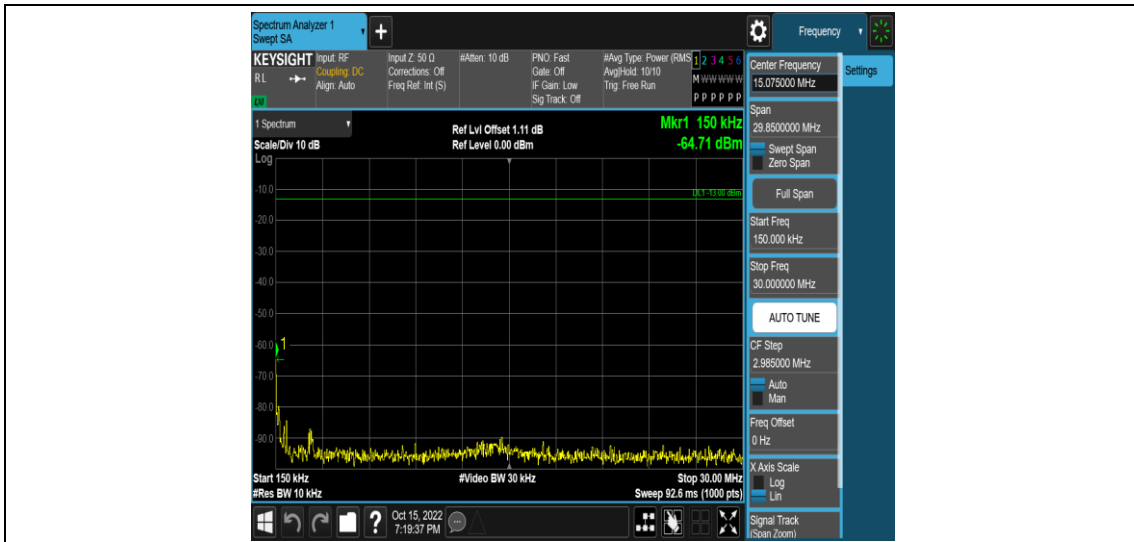 Spectrum Analyzer 1
Swept SA
+
Frequency
KEYSIGHT
RL
LXI
Input: RF
Coupling: DC
Align: Auto
Input Z: 50 Ω
Corrections: Off
Freq Ref: Int (S)
#Atten: 10 dB
PNO: Fast
Gate: Off
IF Gain: Low
Sig Track: Off
#Avg Type: Power (RMS
Avg|Hold: 10/10
Trig: Free Run
1 2 3 4 5 6
M W W W W W
P P P P P P
1 Spectrum
Scale/Div 10 dB
Ref Lvl Offset 1.11 dB
Ref Level 0.00 dBm
Mkr1 150 kHz
-64.71 dBm
Log
DL1 -13.00 dBm
-10.0
-20.0
-30.0
-40.0
-50.0
-60.0
1
-70.0
-80.0
-90.0
Start 150 kHz
#Res BW 10 kHz
#Video BW 30 kHz
Stop 30.00 MHz
Sweep 92.6 ms (1000 pts)
Center Frequency
15.075000 MHz
Settings
Span
29.8500000 MHz
Swept Span
Zero Span
Full Span
Start Freq
150.000 kHz
Stop Freq
30.000000 MHz
AUTO TUNE
CF Step
2.985000 MHz
Auto
Man
Freq Offset
0 Hz
X Axis Scale
Log
Lin
Signal Track
(Span Zoom)
?
Oct 15, 2022
7:19:37 PM